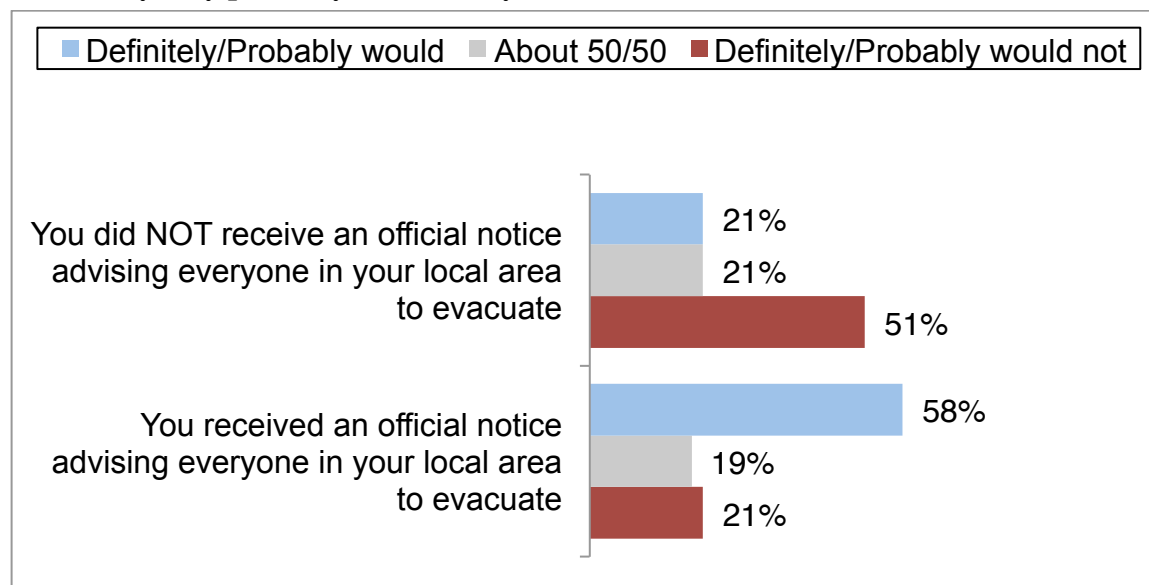 Definitely/Probably would About 50/50 Definitely/Probably would not
You did NOT receive an official notice
advising everyone in your local area
to evacuate
21%
21%
51%
You received an official notice
advising everyone in your local area
to evacuate
58%
19%
21%